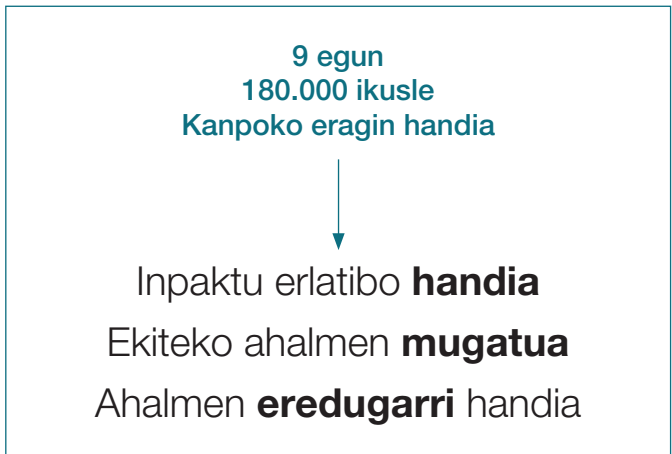 9 egun
180.000 ikusle
Kanpoko eragin handia
Inpaktu erlatibo handia
Ekiteko ahalmen mugatua
Ahalmen eredugarri handia